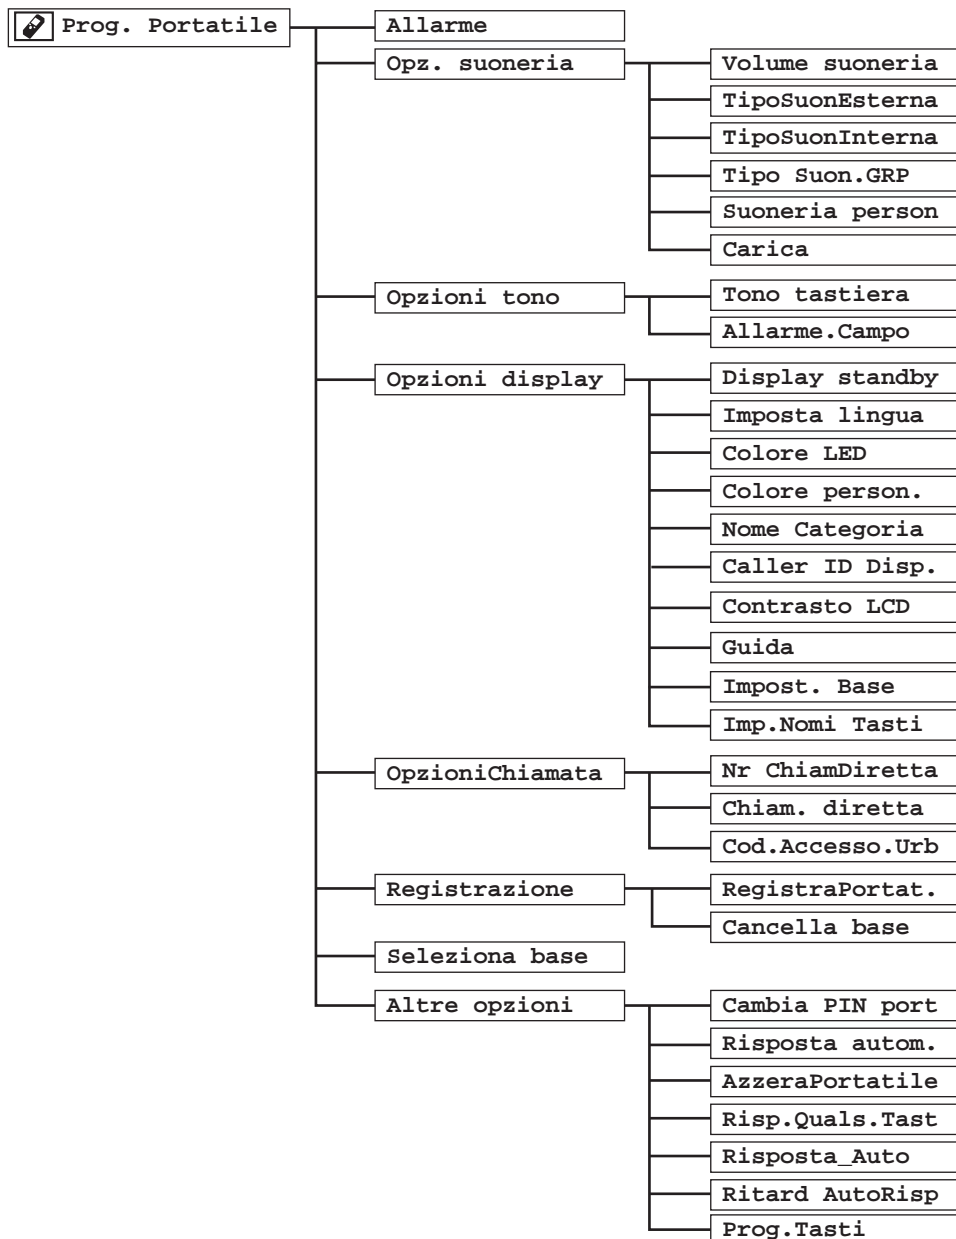 Prog. Portatile
Allarme
Opz. suoneria
Volume suoneria
TipoSuonEsterna
TipoSuonInterna
Tipo Suon.GRP
Suoneria person
Carica
Opzioni tono
Tono tastiera
Allarme.Campo
Opzioni display
Display standby
Imposta lingua
Colore LED
Colore person.
Nome Categoria
Caller ID Disp.
Contrasto LCD
Guida
Impost. Base
Imp.Nomi Tasti
OpzioniChiamata
Nr ChiamDiretta
Chiam. diretta
Cod.Accesso.Urb
Registrazione
RegistraPortat.
Cancella base
Seleziona base
Altre opzioni
Cambia PIN port
Risposta autom.
AzzeraPortatile
Risp.Quals.Tast
Risposta_Auto
Ritard AutoRisp
Prog.Tasti